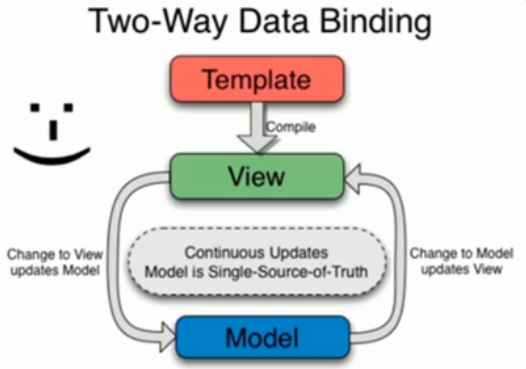 Two-Way Data Binding
Template
Compile
View
Change to View
updates Model
Continuous Updates
Model is Single-Source-of-Truth
Change to Model
updates View
Model